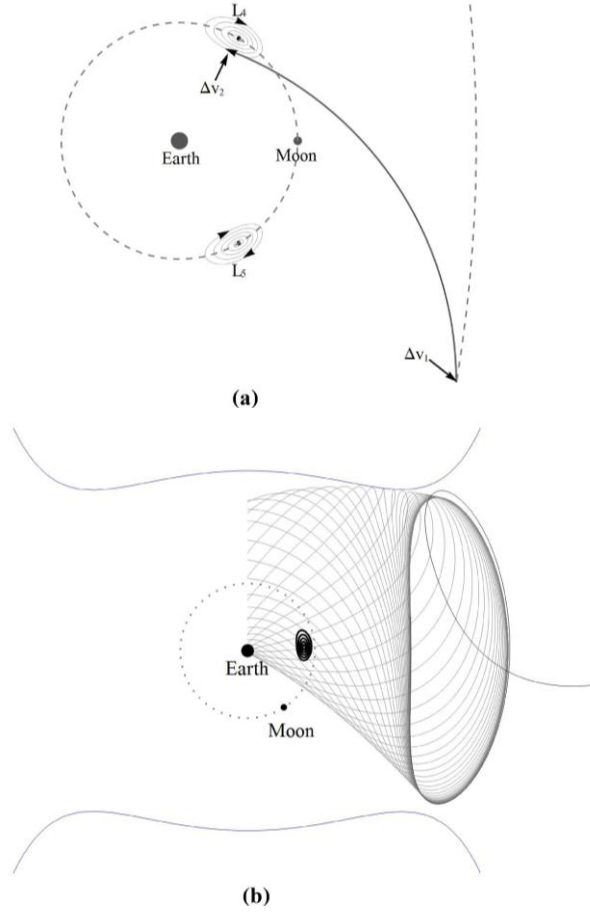 L₄
Δv₂
Earth
Moon
L₅
Δv₁
(a)
Earth
Moon
(b)